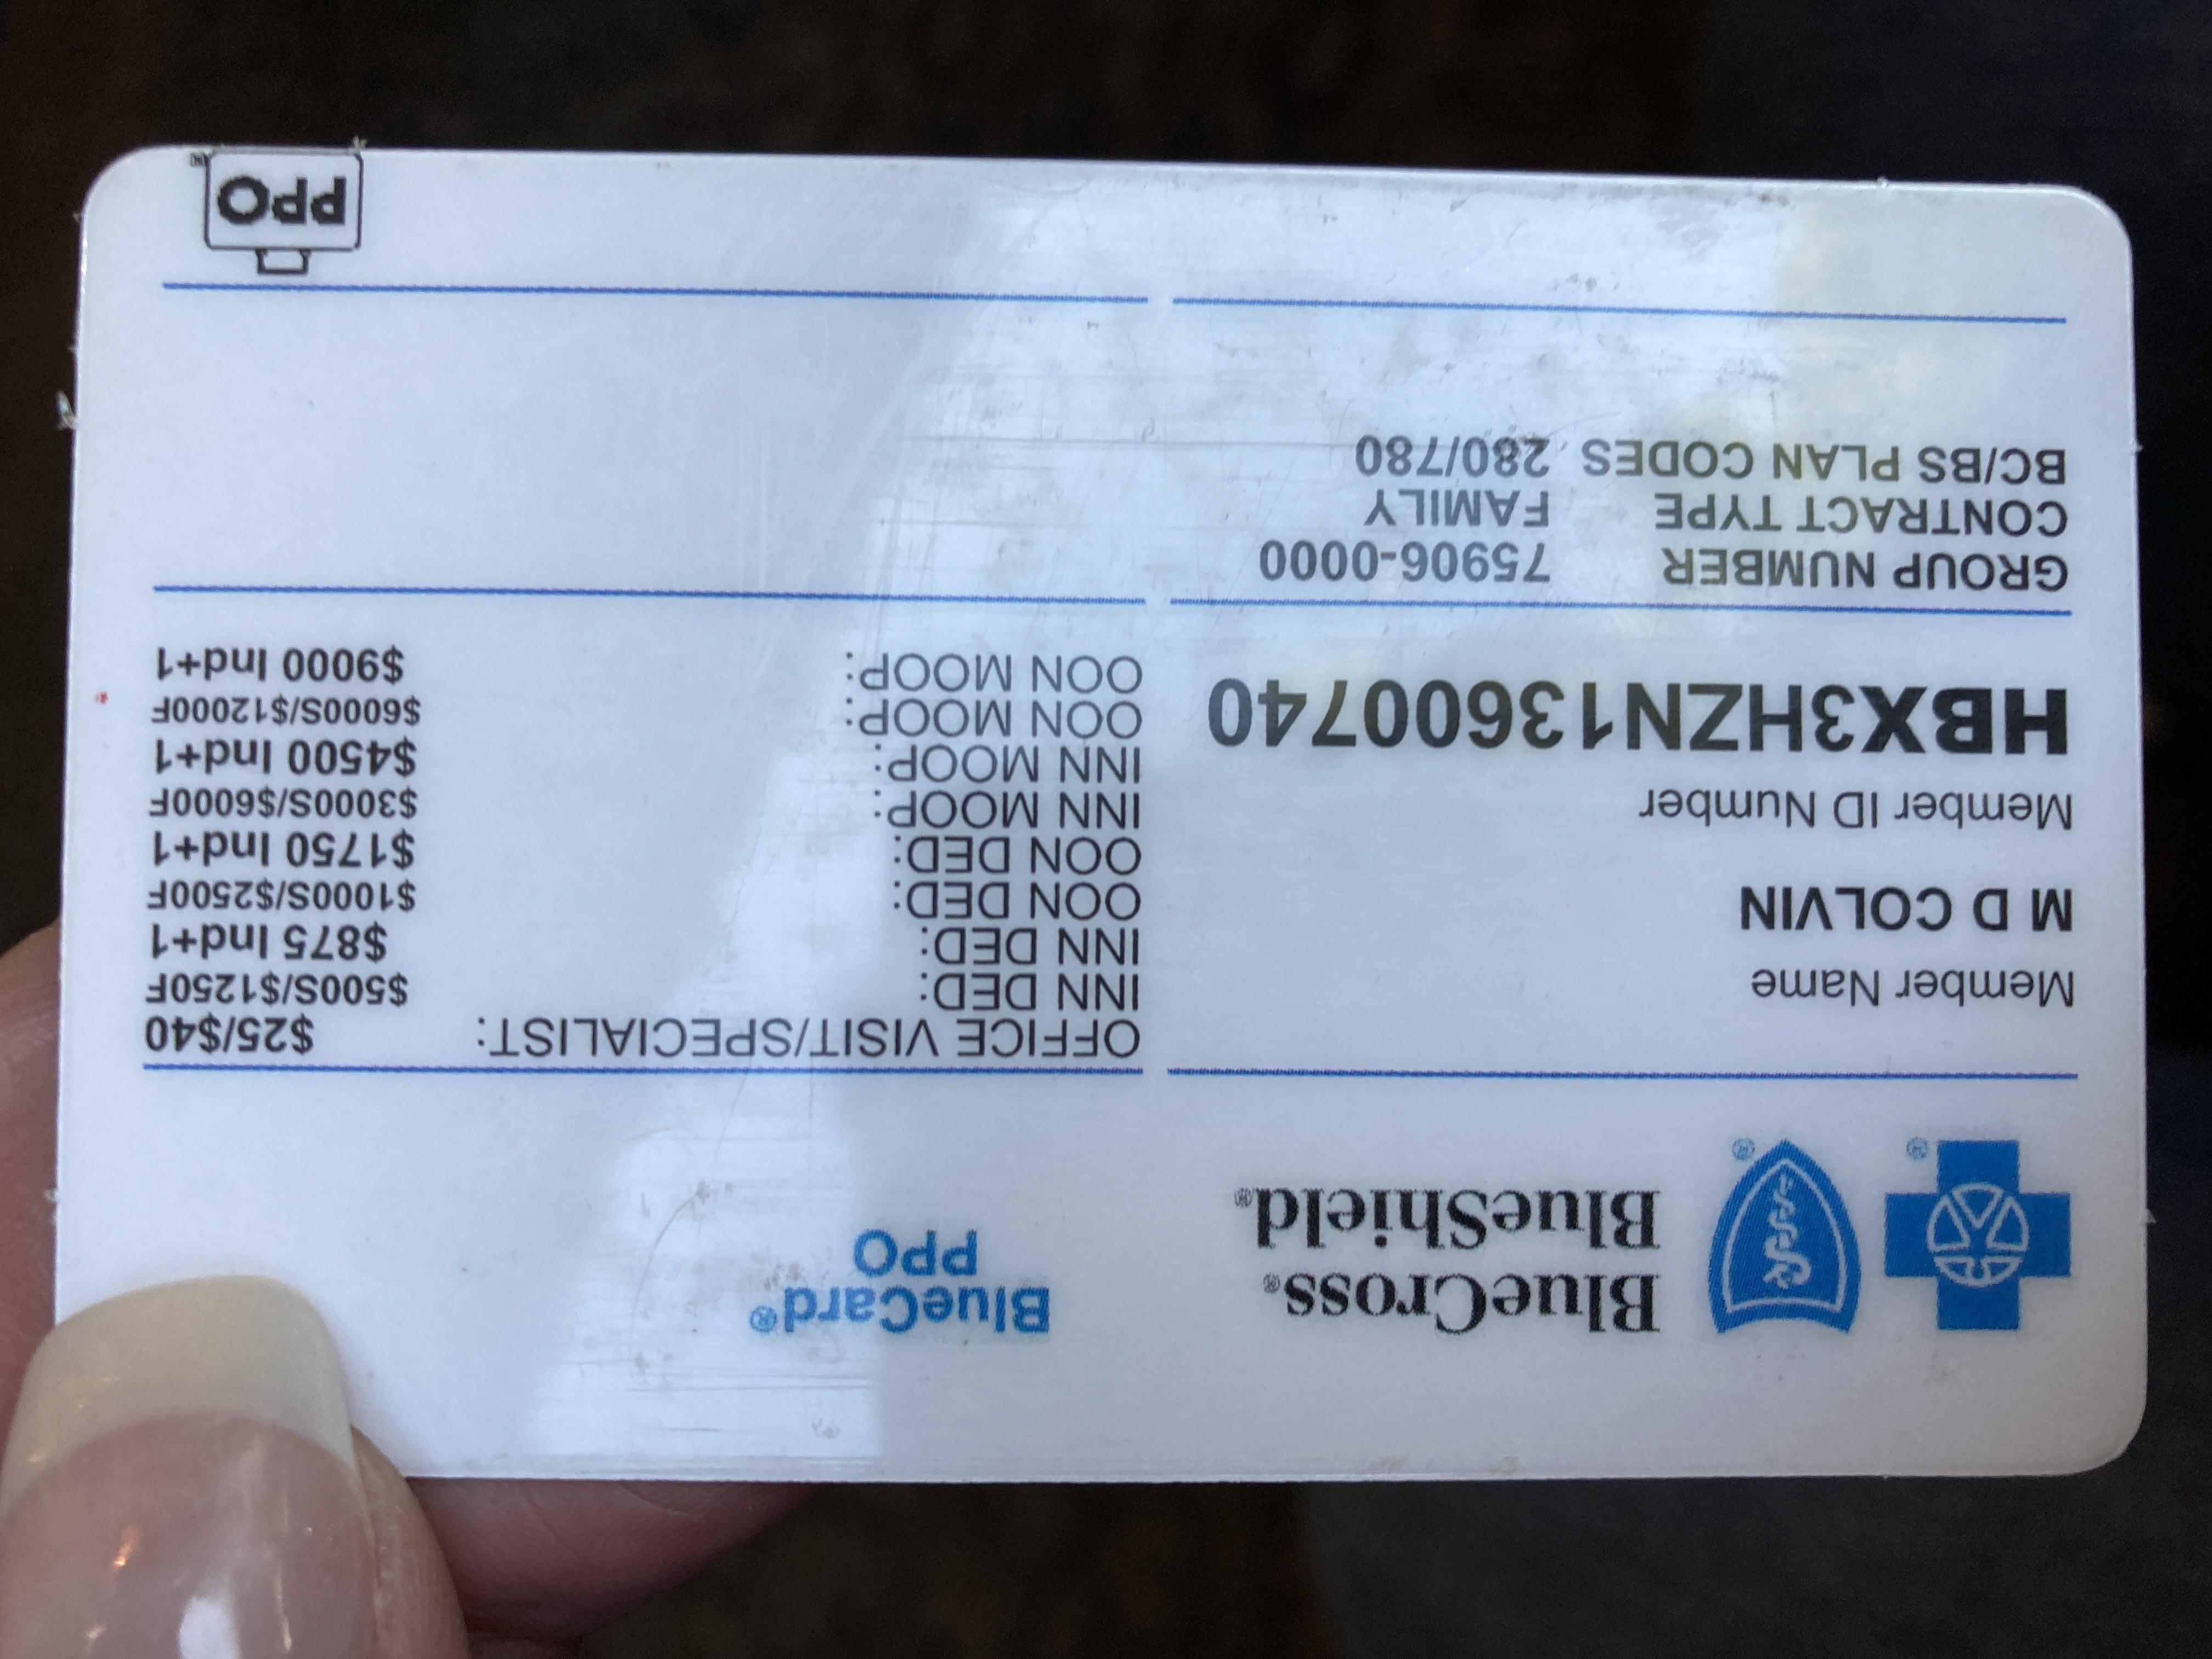 BlueCross®
BlueShield®
BlueCard®
PPO
Member Name
M D COLVIN
Member ID Number
HBX3HZN13600740
GROUP NUMBER 75906-0000
CONTRACT TYPE FAMILY
BC/BS PLAN CODES 280/780
OFFICE VISIT/SPECIALIST: $25/$40
INN DED: $500S/$1250F
INN DED: $875 Ind+1
OON DED: $1000S/$2500F
OON DED: $1750 Ind+1
INN MOOP: $3000S/$6000F
INN MOOP: $4500 Ind+1
OON MOOP: $6000S/$12000F
OON MOOP: $9000 Ind+1
PPO